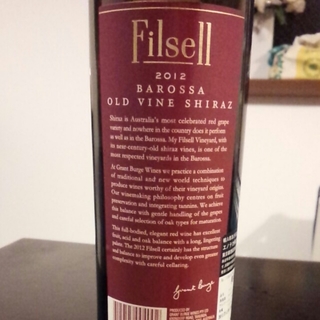 Filsell
2012
BAROSSA
OLD VINE SHIRAZ
Shiraz is Australia's most celebrated red grape
variety and nowhere in the country does it perform
as well as in the Barossa. My Filsell Vineyard, with
its near-century-old shiraz vines, is one of the
most respected vineyards in the Barossa.
At Grant Burge Wines we practice a combination
of traditional and new world techniques to
produce wines worthy of their vineyard origin.
Our winemaking philosophy centres on fruit
preservation and integrating tannins. We achieve
this balance with gentle handling of the grapes
and careful selection of oak types for maturation.
This full-bodied, elegant red wine has excellent
fruit, acid and oak balance with a long, lingering
palate. The 2012 Filsell certainly has the structure
and balance to improve and develop even greater
complexity with careful cellaring.
PRODUCED BY